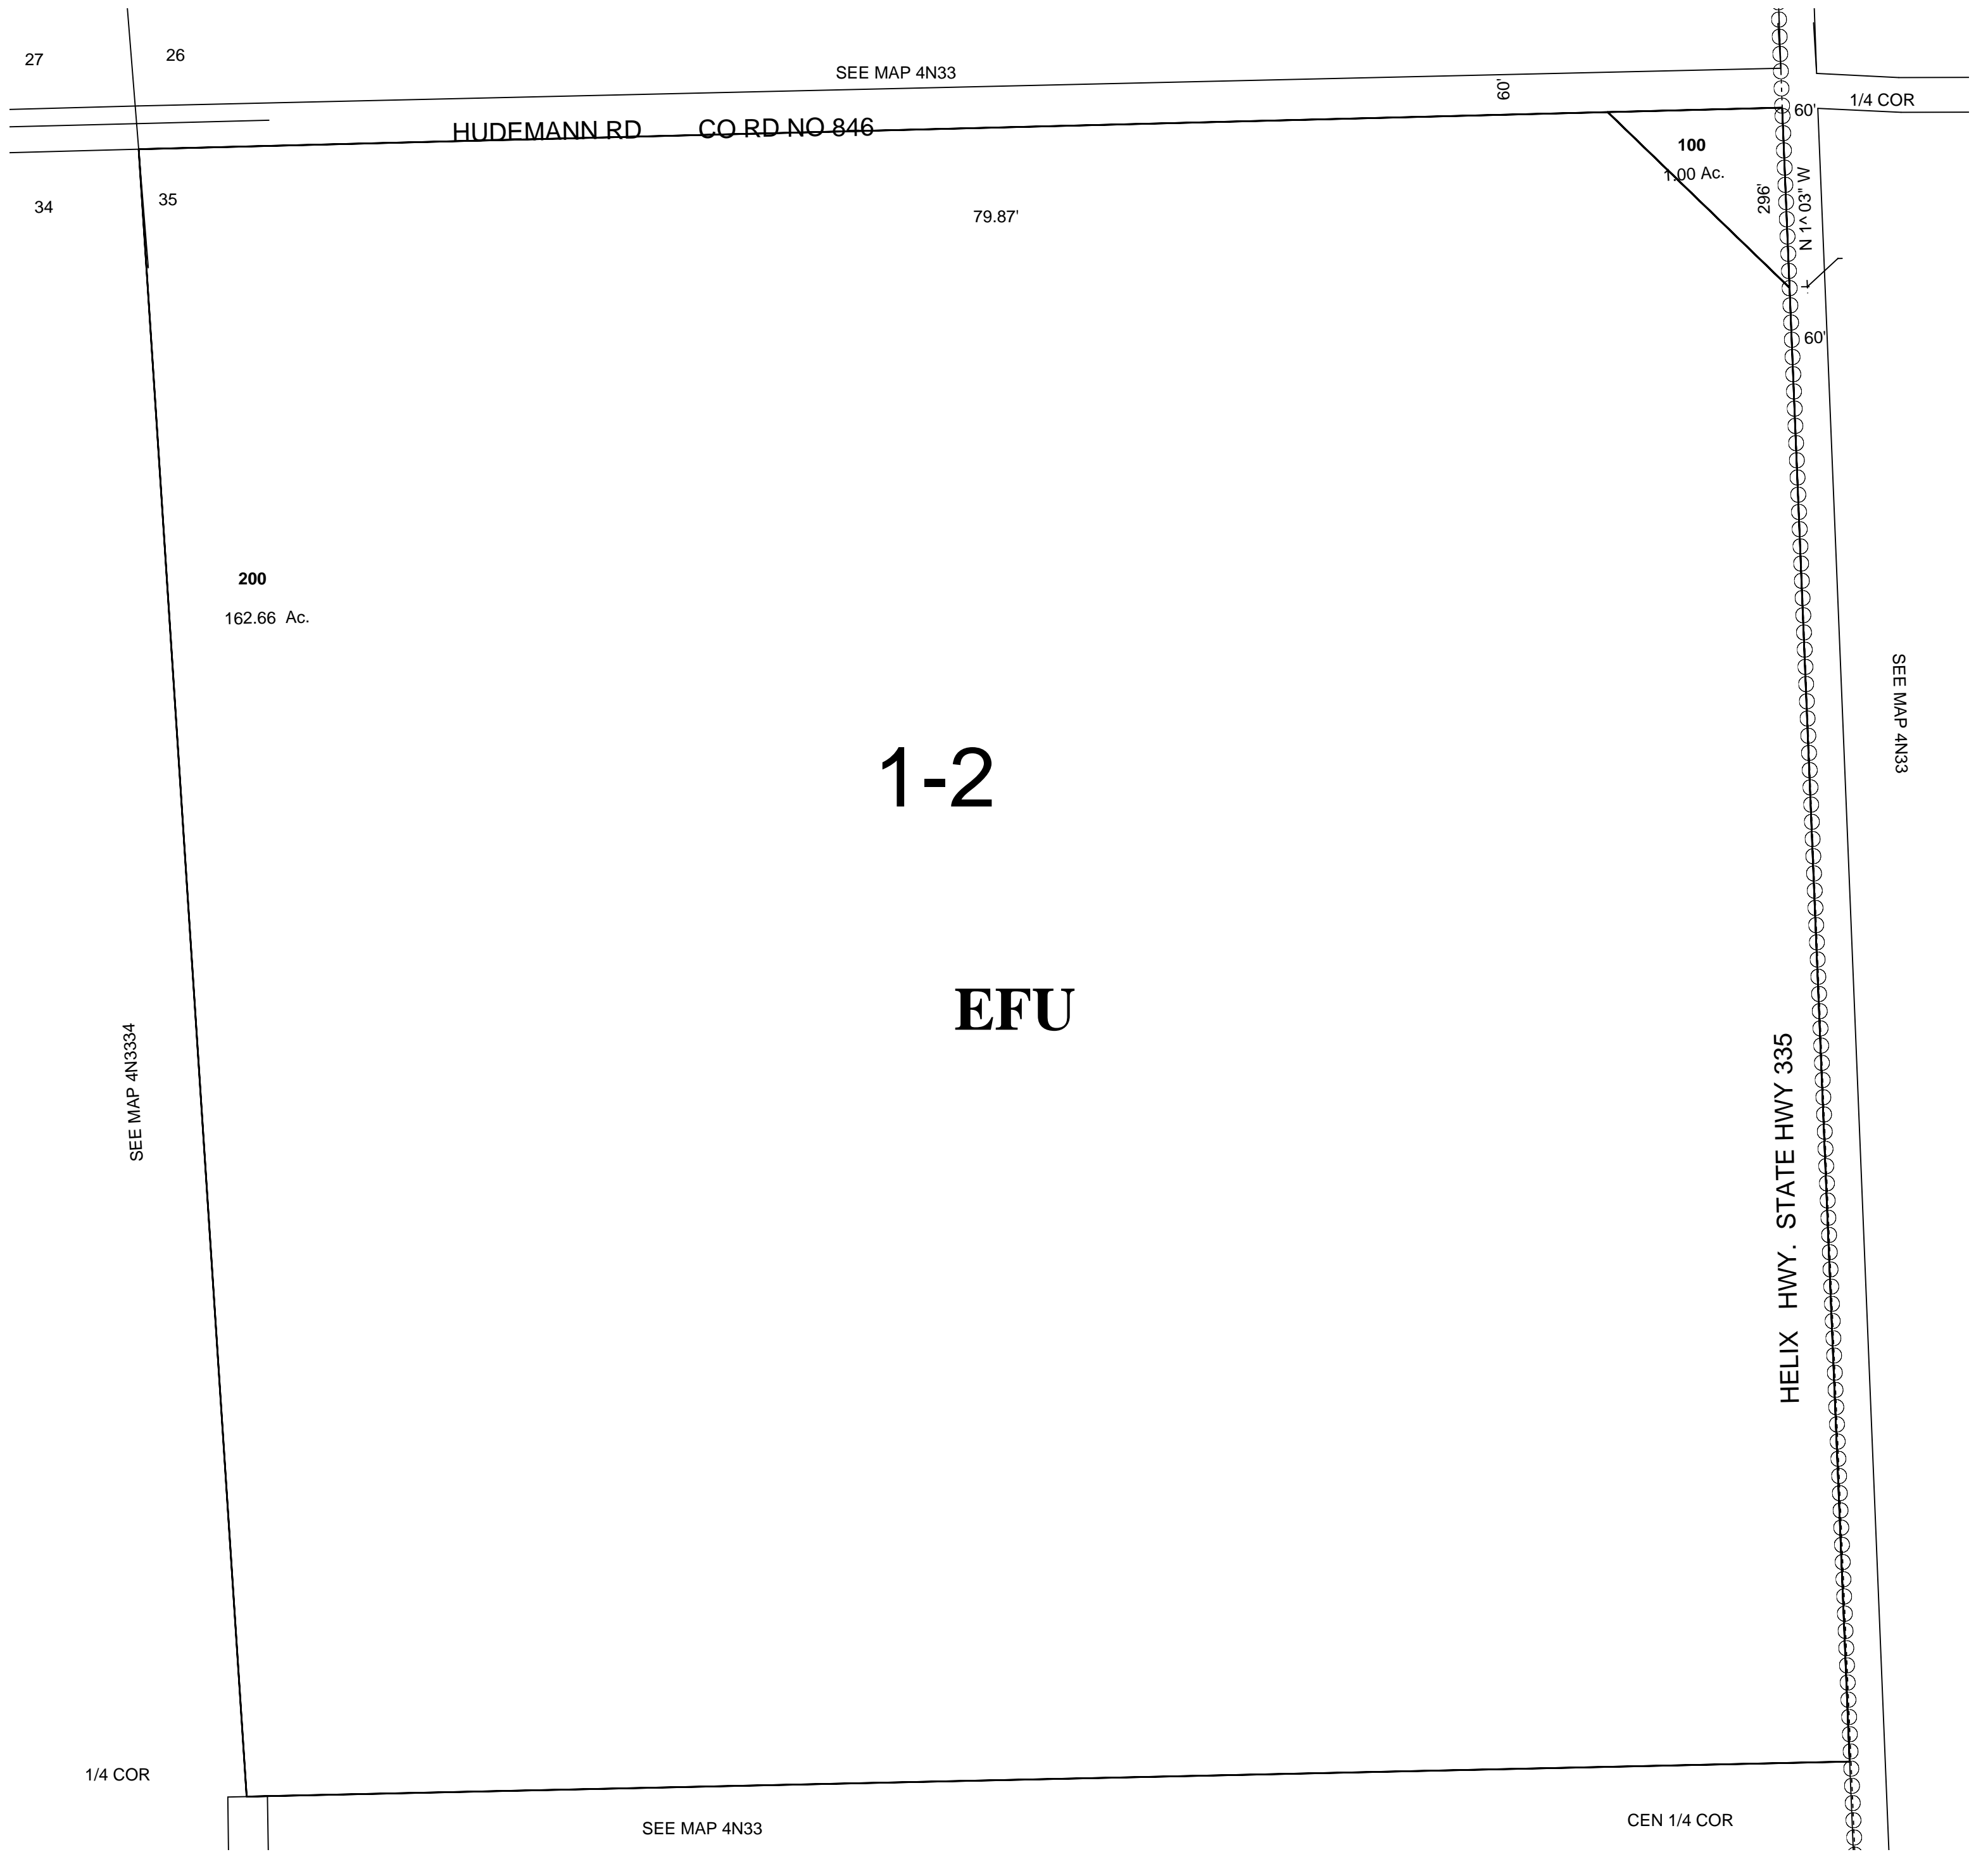 27
26
SEE MAP 4N33
60'
1/4 COR
60'
HUDEMANN RD CO RD NO 846
100
1.00 Ac.
34
35
79.87'
296'
N 1^ 03" W
60'
200
162.66 Ac.
SEE MAP 4N33
1-2
EFU
SEE MAP 4N3334
HELIX HWY. STATE HWY 335
1/4 COR
SEE MAP 4N33
CEN 1/4 COR